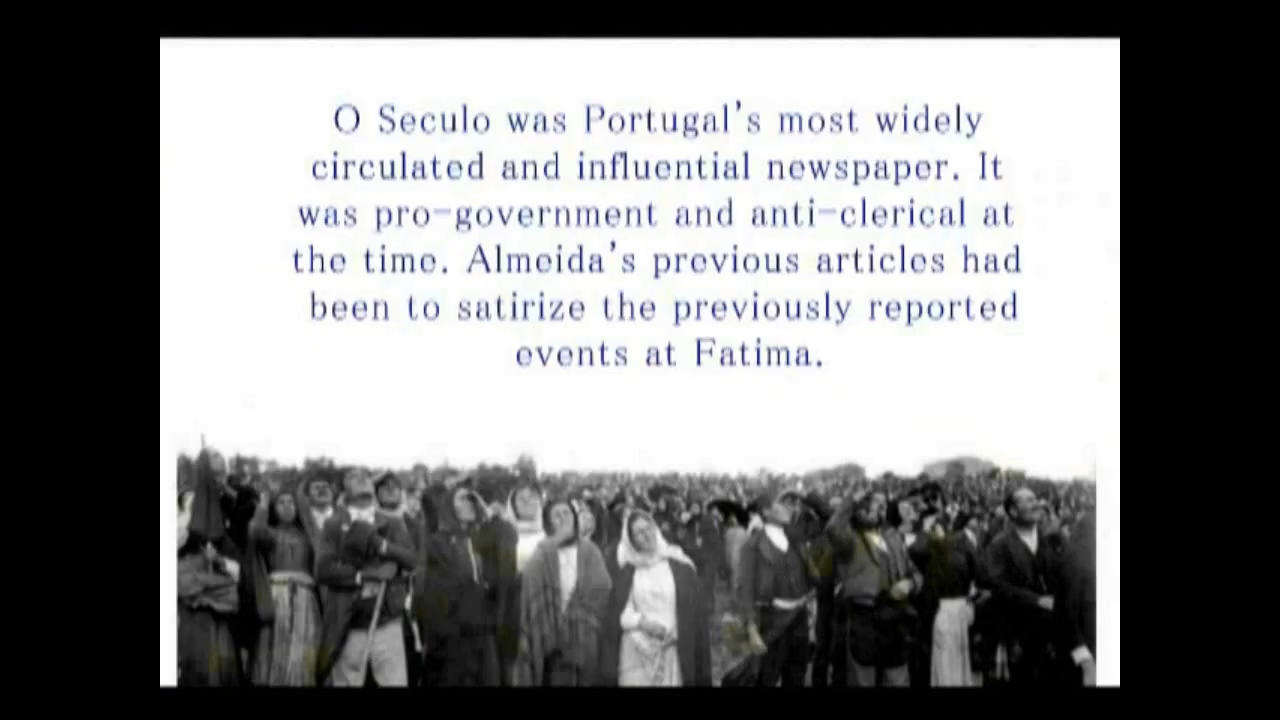 O Seculo was Portugal's most widely
circulated and influential newspaper. It
was pro-government and anti-clerical at
the time. Almeida's previous articles had
been to satirize the previously reported
events at Fatima.